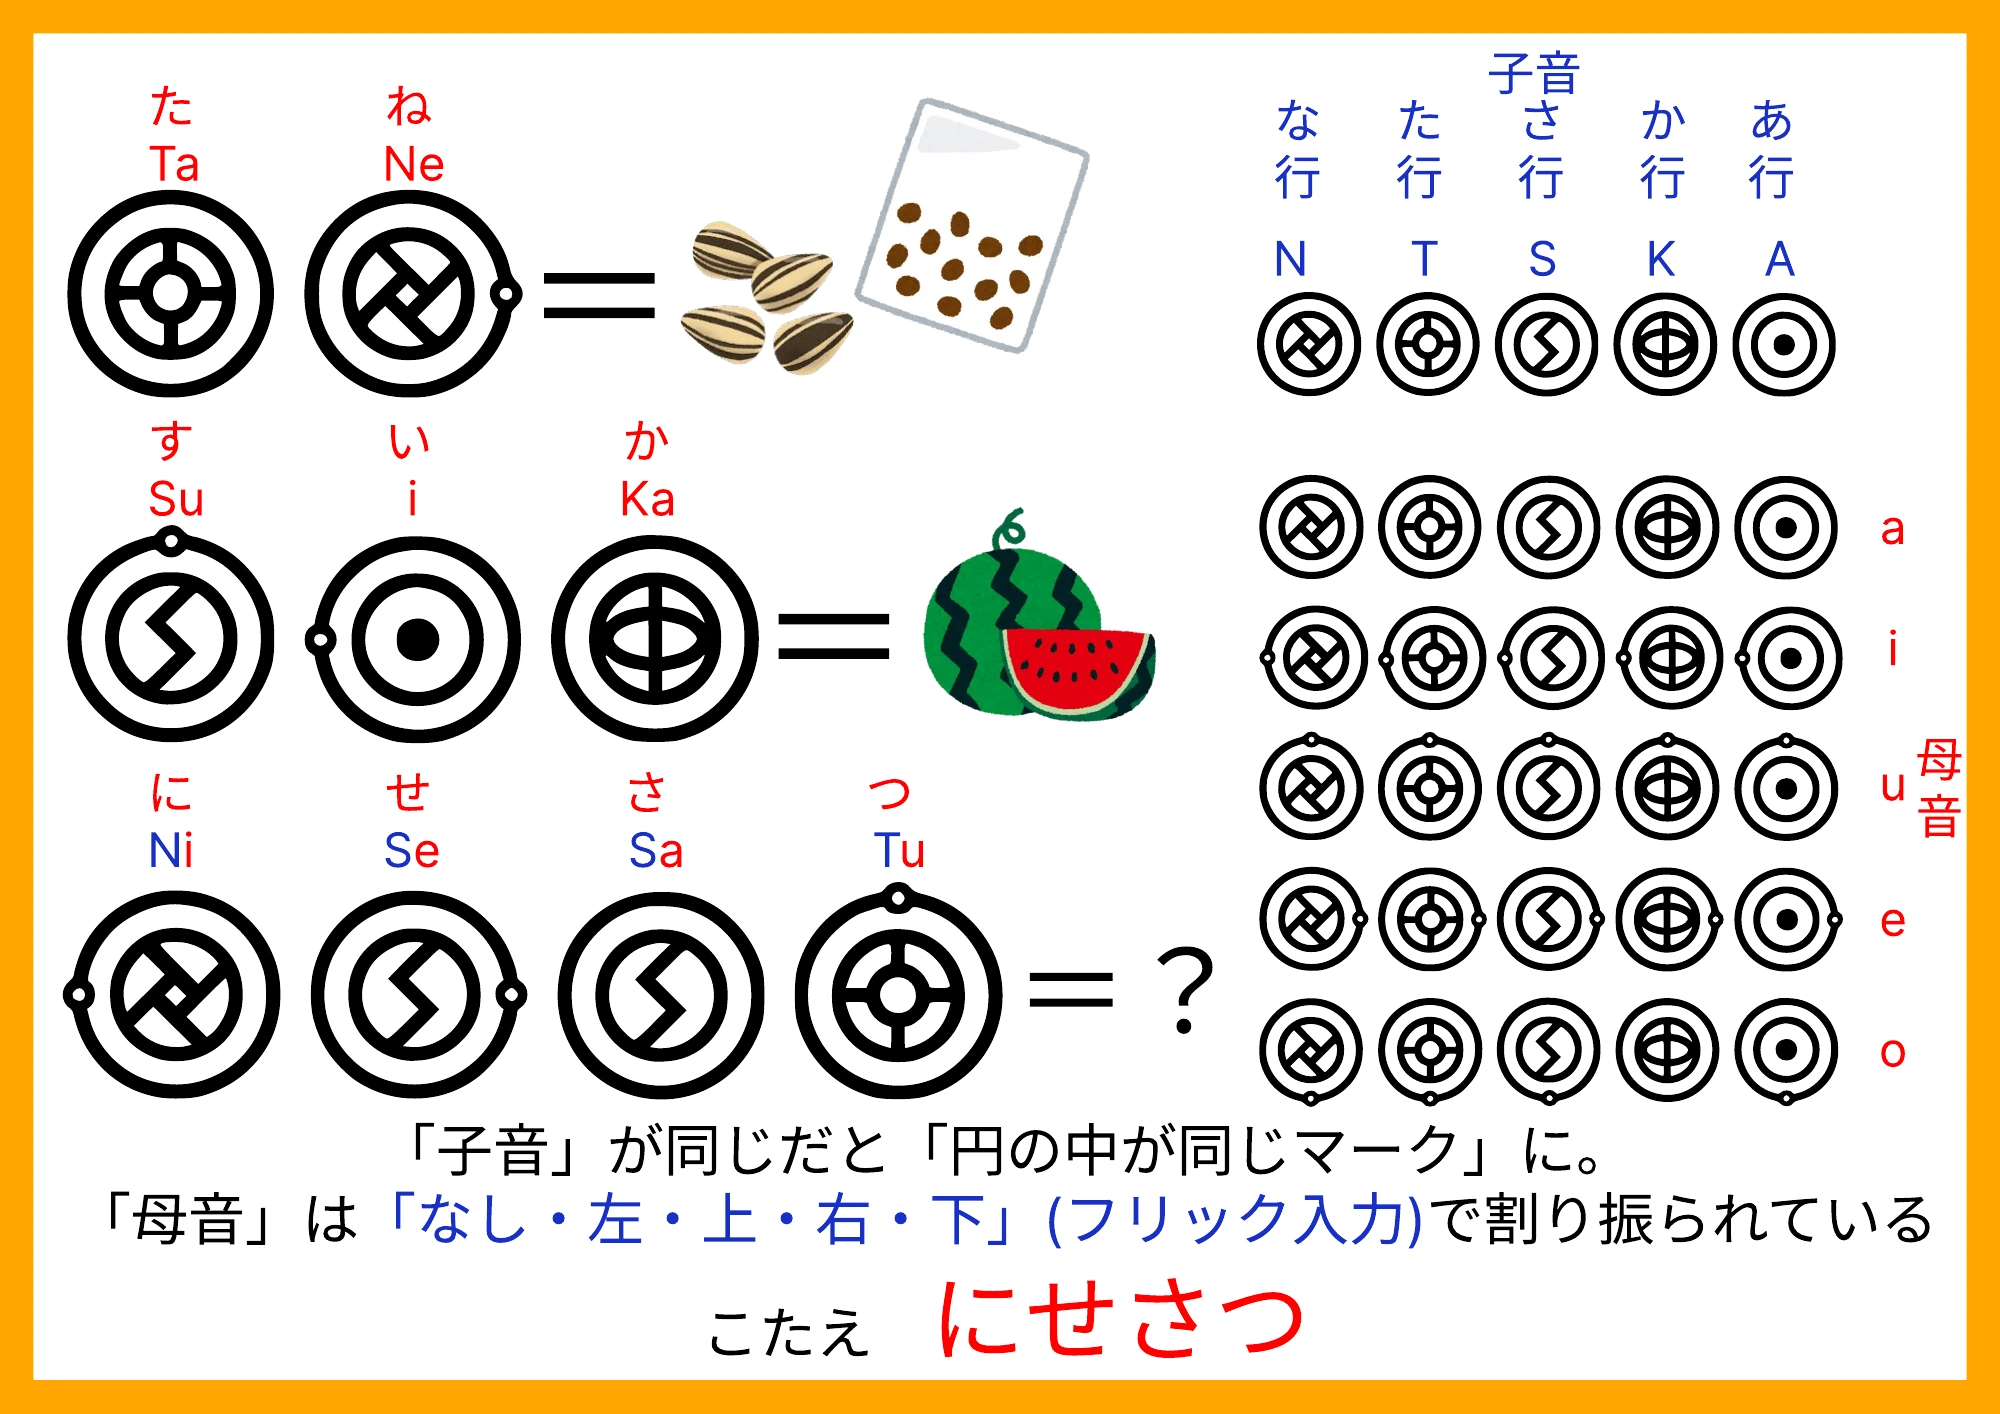 た ね
Ta Ne
=
す い か
Su i Ka
=
に せ さ つ
Ni Se Sa Tu
= ?
子音
な行 た行 さ行 か行 あ行
N T S K A
a
i
u
e
o
母音
「子音」が同じだと「円の中が同じマーク」に。
「母音」は「なし・左・上・右・下」(フリック入力)で割り振られている
こたえ にせさつ